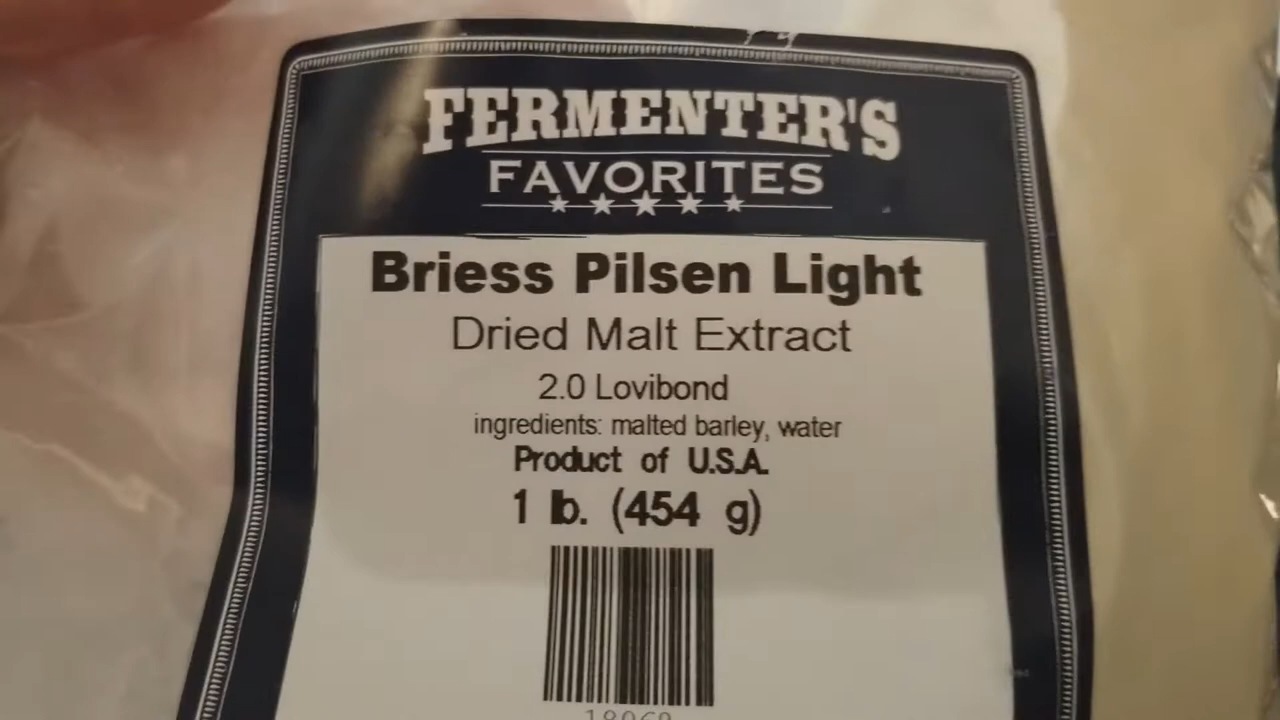 FERMENTER'S
FAVORITES
Briess Pilsen Light
Dried Malt Extract
2.0 Lovibond
ingredients: malted barley, water
Product of U.S.A.
1 lb. (454 g)